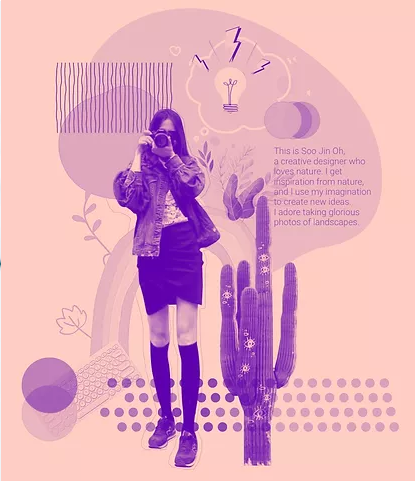 This is Soo Jin Oh,
a creative designer who
loves nature. I get
inspiration from nature,
and I use my imagination
to create new ideas.
I adore taking glorious
photos of landscapes.